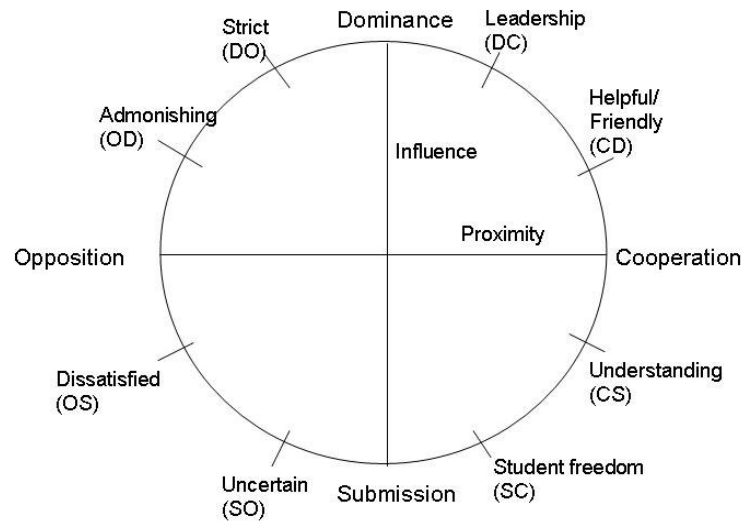 Dominance
Strict
(DO)
Leadership
(DC)
Admonishing
(OD)
Helpful/
Friendly
(CD)
Influence
Proximity
Opposition
Cooperation
Dissatisfied
(OS)
Understanding
(CS)
Uncertain
(SO)
Submission
Student freedom
(SC)